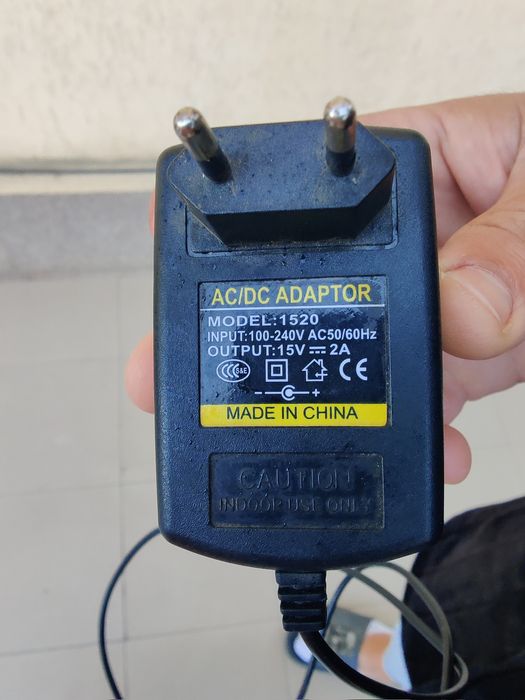 AC/DC ADAPTOR
MODEL:1520
INPUT:100-240V AC50/60Hz
OUTPUT:15V ⎓ 2A
CCC S&E CE
- +
MADE IN CHINA
CAUTION
INDOOR USE ONLY